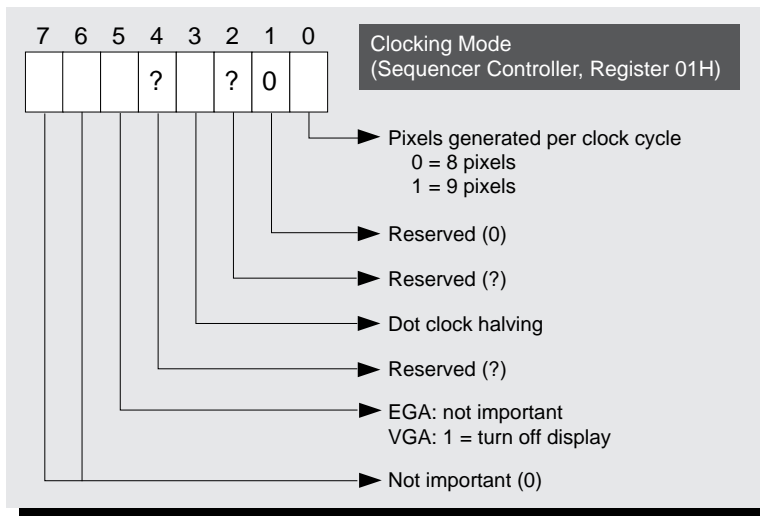 7 6 5 4 3 2 1 0
? ? 0
Clocking Mode
(Sequencer Controller, Register 01H)
Pixels generated per clock cycle
0 = 8 pixels
1 = 9 pixels
Reserved (0)
Reserved (?)
Dot clock halving
Reserved (?)
EGA: not important
VGA: 1 = turn off display
Not important (0)